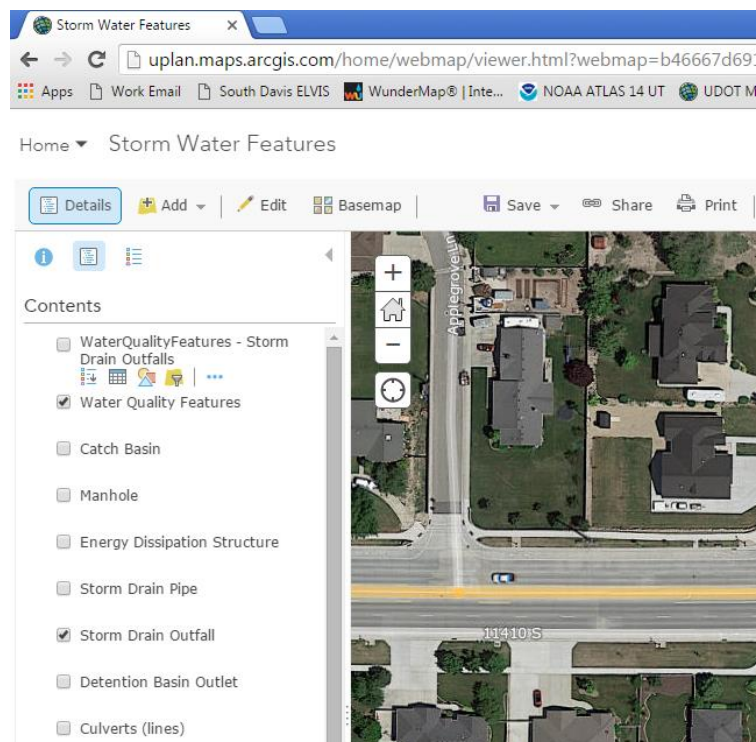 Storm Water Features
uplan.maps.arcgis.com/home/webmap/viewer.html?webmap=b46667d69
Apps Work Email South Davis ELVIS WunderMap® | Inte... NOAA ATLAS 14 UT UDOT M
Home Storm Water Features
Details Add Edit Basemap Save Share Print
Contents
WaterQualityFeatures - Storm
Drain Outfalls
Water Quality Features
Catch Basin
Manhole
Energy Dissipation Structure
Storm Drain Pipe
Storm Drain Outfall
Detention Basin Outlet
Culverts (lines)
Applegrove Ln
11410 S